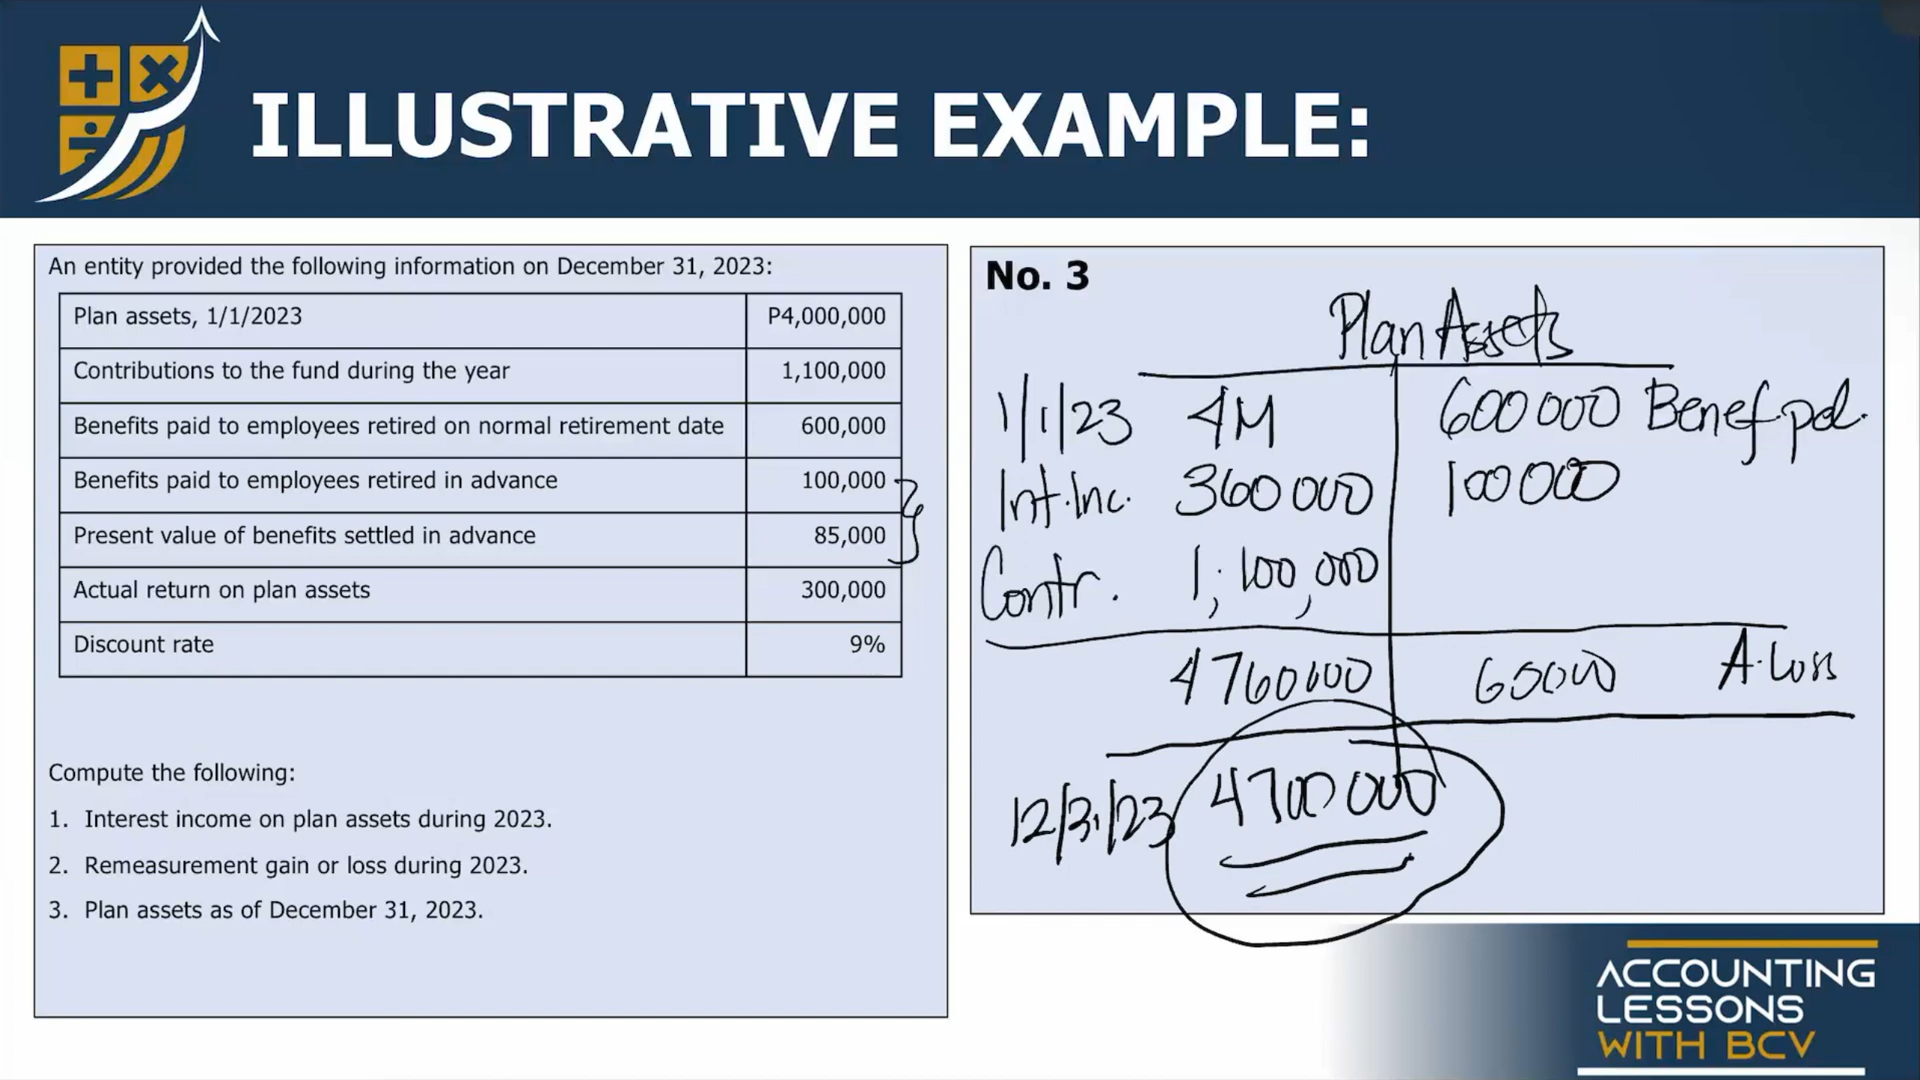 ILLUSTRATIVE EXAMPLE:
An entity provided the following information on December 31, 2023:
Plan assets, 1/1/2023 P4,000,000
Contributions to the fund during the year 1,100,000
Benefits paid to employees retired on normal retirement date 600,000
Benefits paid to employees retired in advance 100,000
Present value of benefits settled in advance 85,000
Actual return on plan assets 300,000
Discount rate 9%
Compute the following:
1. Interest income on plan assets during 2023.
2. Remeasurement gain or loss during 2023.
3. Plan assets as of December 31, 2023.
No. 3
Plan Assets
1/1/23 4M 600 000 Benef. pd.
Int. Inc. 360 000 100 000
Contr. 1,100,000
4760000 60000 A. Loss
12/31/23 4700 000
ACCOUNTING
LESSONS
WITH BCV